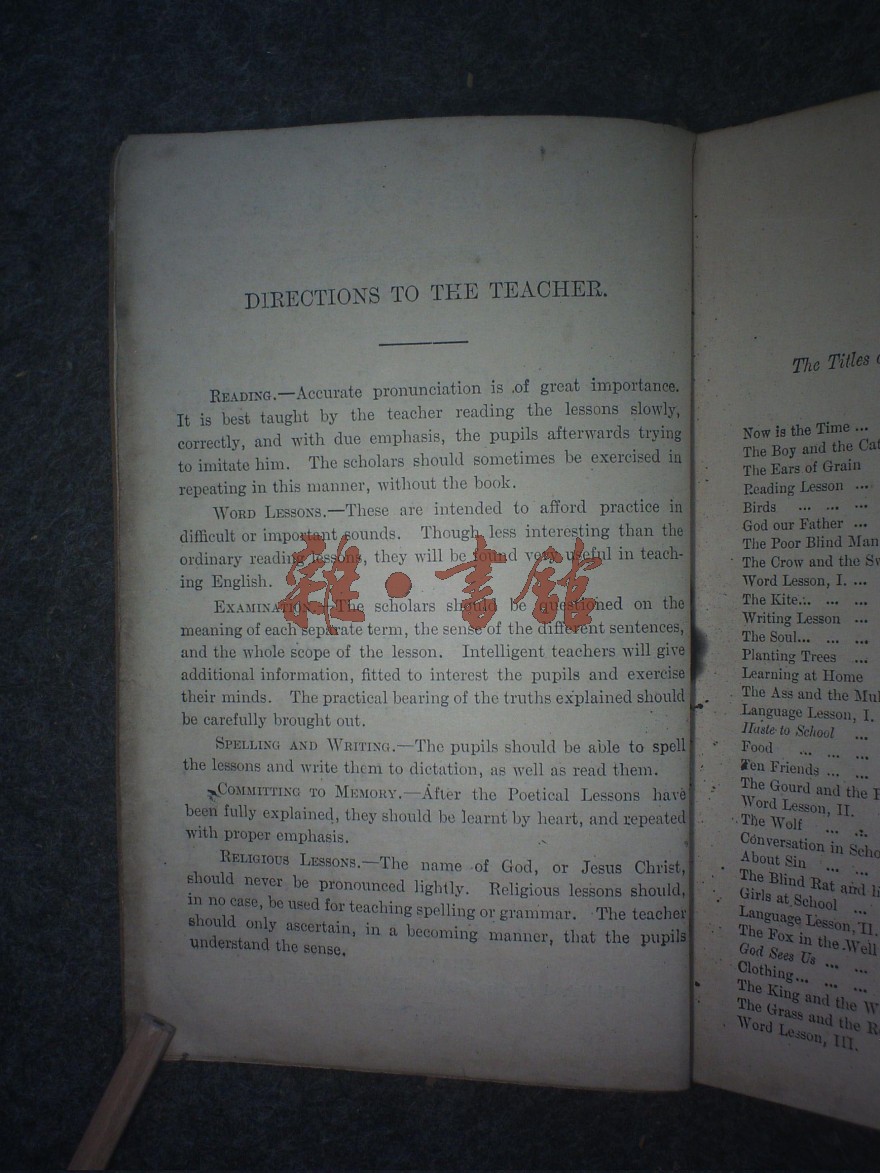 DIRECTIONS TO THE TEACHER.
READING.—Accurate pronunciation is .of great importance.
It is best taught by the teacher reading the lessons slowly,
correctly, and with due emphasis, the pupils afterwards trying
to imitate him. The scholars should sometimes be exercised in
repeating in this manner, without the book.
WORD LESSONS.—These are intended to afford practice in
difficult or important sounds. Though less interesting than the
ordinary reading lessons, they will be found very useful in teach-
ing English.
EXAMINATION.—The scholars should be questioned on the
meaning of each separate term, the sense of the different sentences,
and the whole scope of the lesson. Intelligent teachers will give
additional information, fitted to interest the pupils and exercise
their minds. The practical bearing of the truths explained should
be carefully brought out.
SPELLING AND WRITING.—The pupils should be able to spell
the lessons and write them to dictation, as well as read them.
COMMITTING TO MEMORY.—After the Poetical Lessons have
been fully explained, they should be learnt by heart, and repeated
with proper emphasis.
RELIGIOUS LESSONS.—The name of God, or Jesus Christ,
should never be pronounced lightly. Religious lessons should,
in no case, be used for teaching spelling or grammar. The teacher
should only ascertain, in a becoming manner, that the pupils
understand the sense.
雜·書館
The Titles
Now is the Time ...
The Boy and the Cat
The Ears of Grain
Reading Lesson ...
Birds ... ... ...
God our Father ...
The Poor Blind Man
The Crow and the Sw
Word Lesson, I. ...
The Kite... ... ...
Writing Lesson ...
The Soul... ... ...
Planting Trees ...
Learning at Home
The Ass and the Mul
Language Lesson, I.
Haste to School ...
Food ... ... ...
Ten Friends ... ...
The Gourd and the P
Word Lesson, II.
The Wolf ... ...
Conversation in Scho
About Sin ... ...
The Blind Rat and
Girls at School ...
Language Lesson, II.
The Fox in the Well
God Sees Us ... ...
Clothing... ... ...
The King and the W
The Grass and the R
Word Lesson, III.